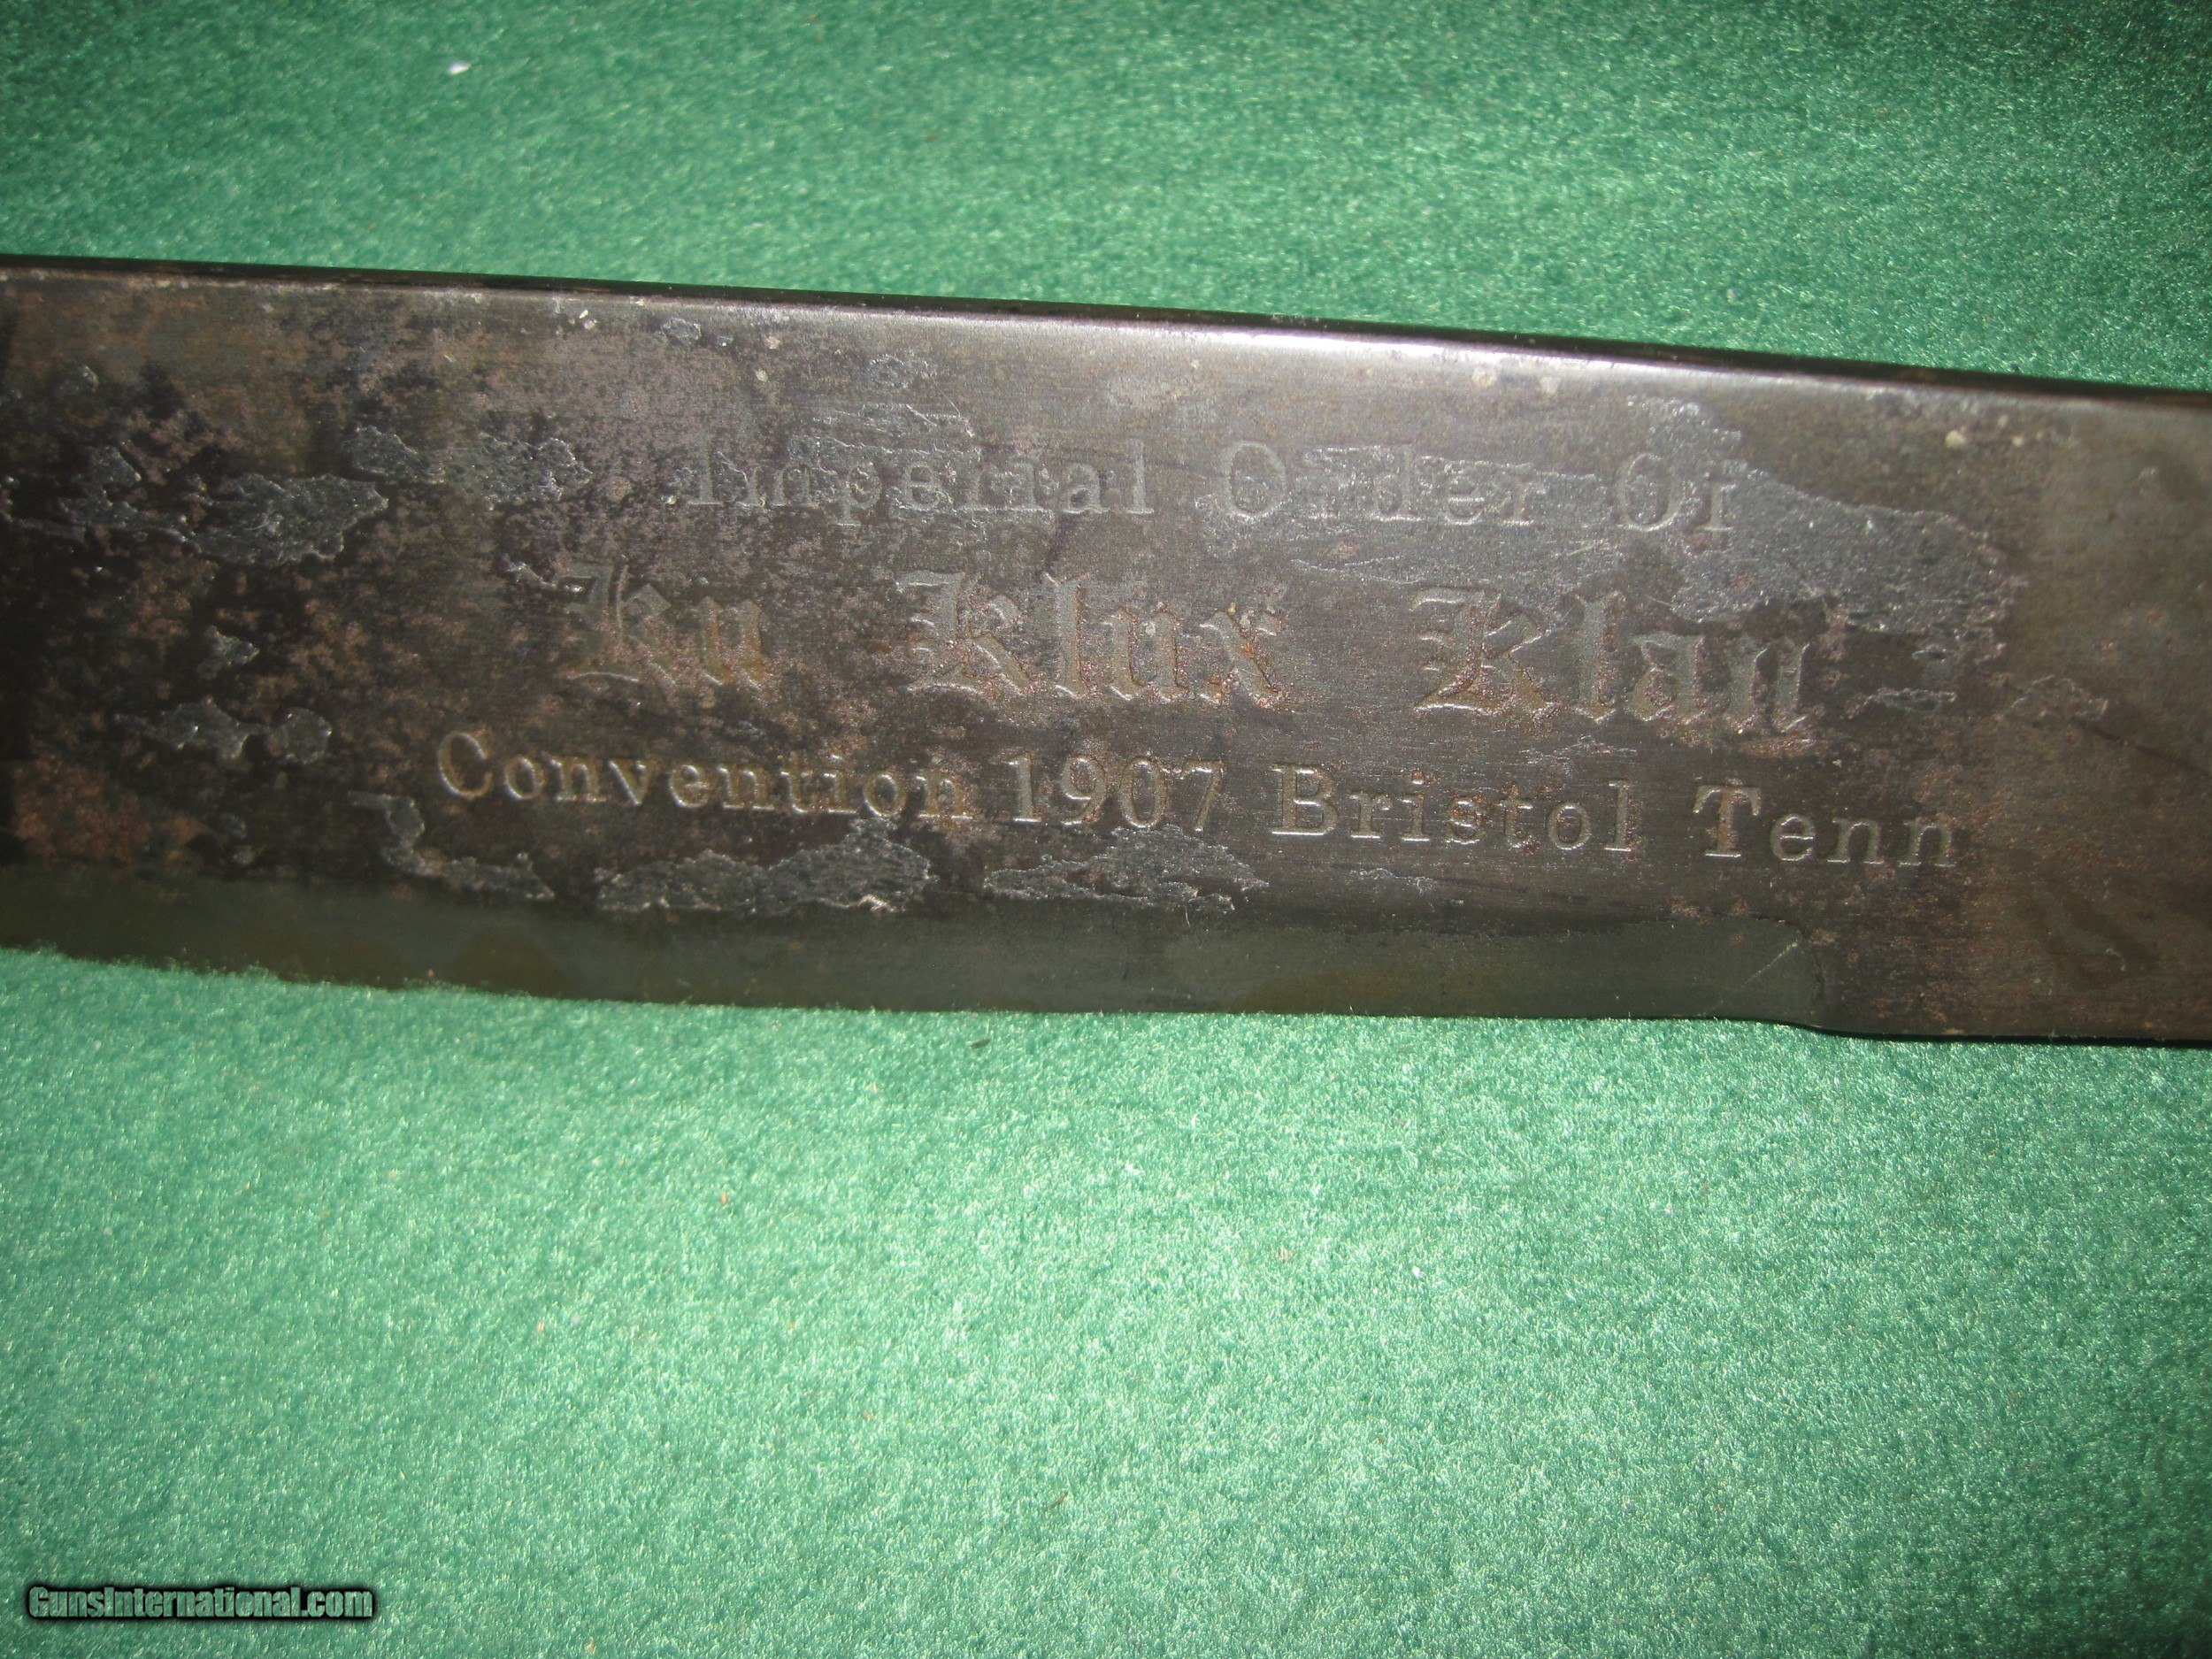 Imperial Order Of
Ku Klux Klan
Convention 1907 Bristol Tenn
GunsInternational.com